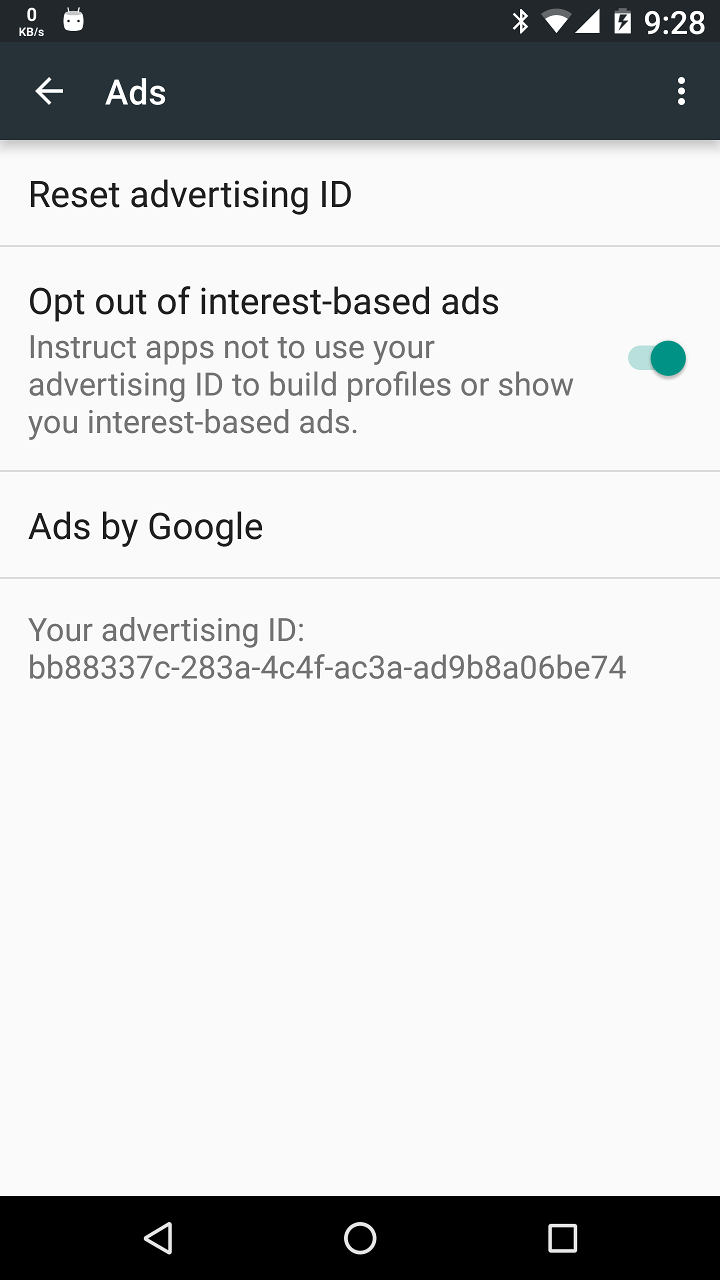 0
KB/s
9:28
Ads
Reset advertising ID
Opt out of interest-based ads
Instruct apps not to use your
advertising ID to build profiles or show
you interest-based ads.
Ads by Google
Your advertising ID:
bb88337c-283a-4c4f-ac3a-ad9b8a06be74